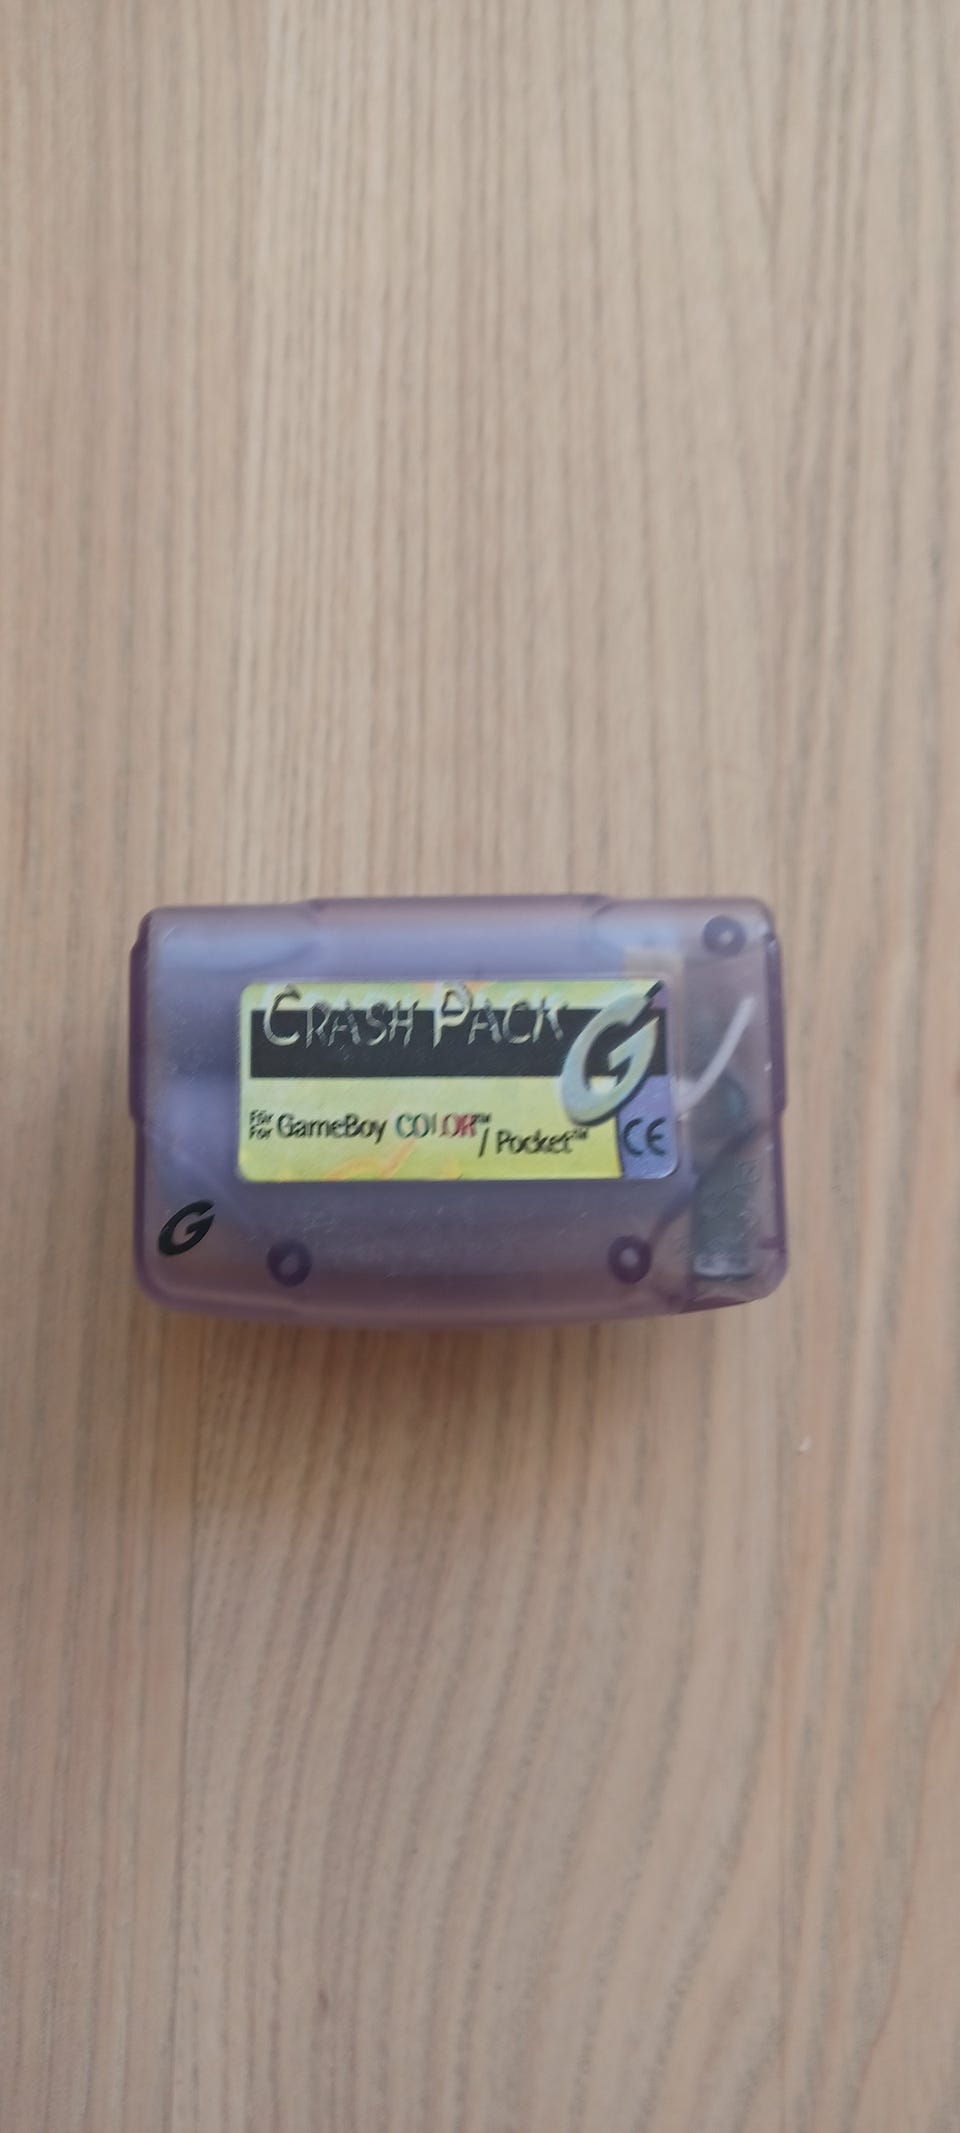 CRASH PACK
G
Für
For GameBoy COLOR™ / Pocket™
CE
G